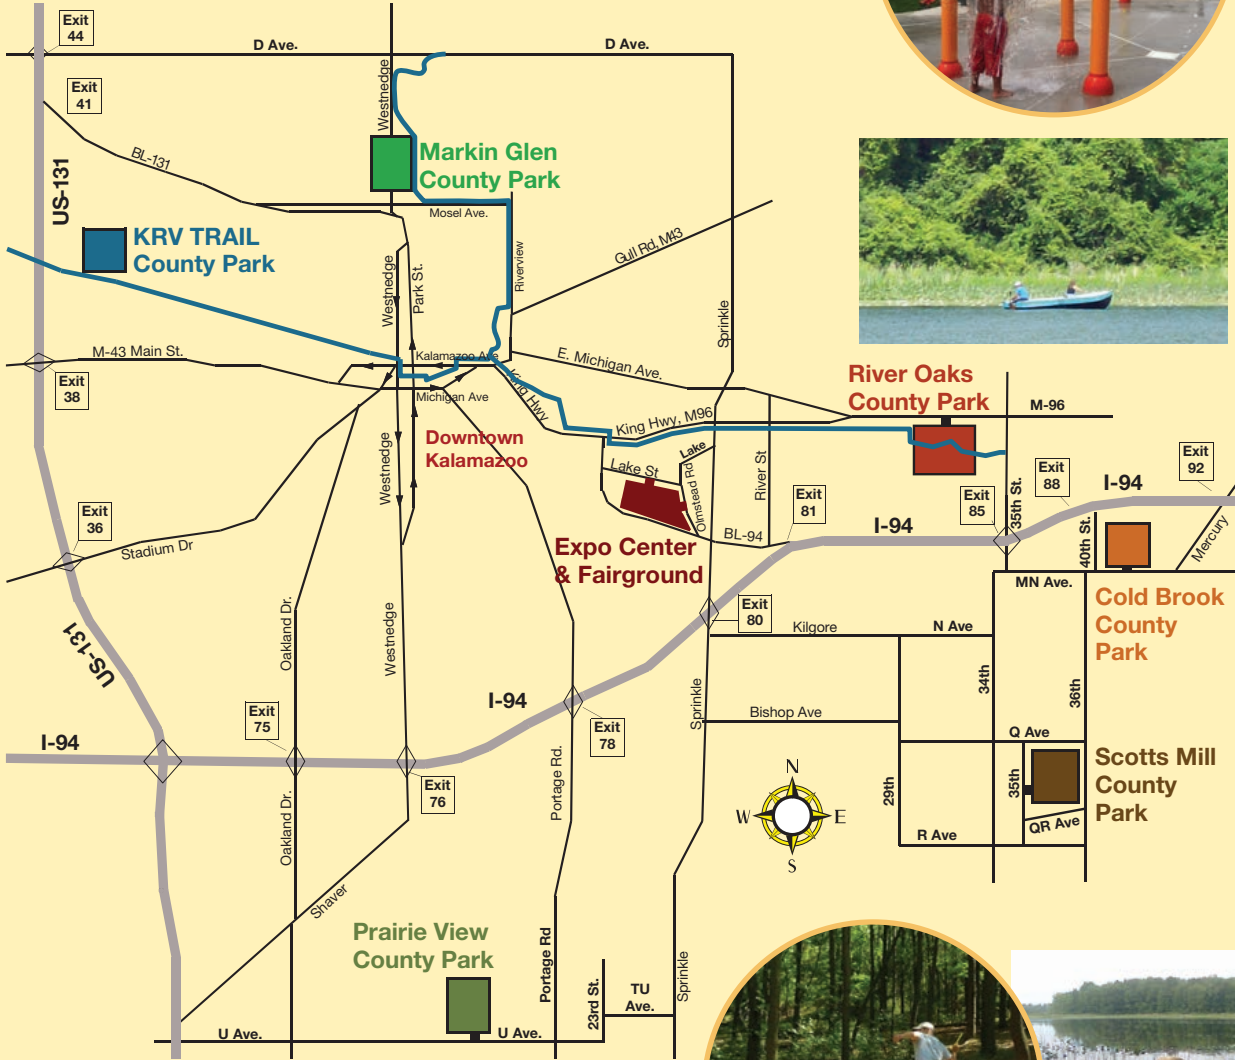 Exit
44
D Ave.
D Ave.
Exit
41
Westnedge
BL-131
US-131
Markin Glen
County Park
Mosel Ave.
KRV TRAIL
County Park
Westnedge
Park St.
Riverview
Gull Rd, M43
Sprinkle
M-43 Main St.
Kalamazoo Ave
E. Michigan Ave.
Exit
38
Michigan Ave
King Hwy
River Oaks
County Park
M-96
King Hwy, M96
Downtown
Kalamazoo
Westnedge
Lake St
Lake
Olmstead Rd
River St
Exit
36
Stadium Dr
Exit
81
I-94
Exit
85
35th St.
Exit
88
I-94
Exit
92
BL-94
40th St.
Mercury
Expo Center
& Fairground
MN Ave.
Cold Brook
County
Park
Exit
80
Kilgore
N Ave
US-131
Oakland Dr.
Westnedge
34th
36th
Sprinkle
Bishop Ave
I-94
Exit
75
I-94
Exit
78
Q Ave
Scotts Mill
County
Park
Exit
76
Portage Rd.
29th
35th
QR Ave
R Ave
N
W
E
S
Oakland Dr.
Shaver
Prairie View
County Park
Portage Rd
23rd St.
TU
Ave.
Sprinkle
U Ave.
U Ave.